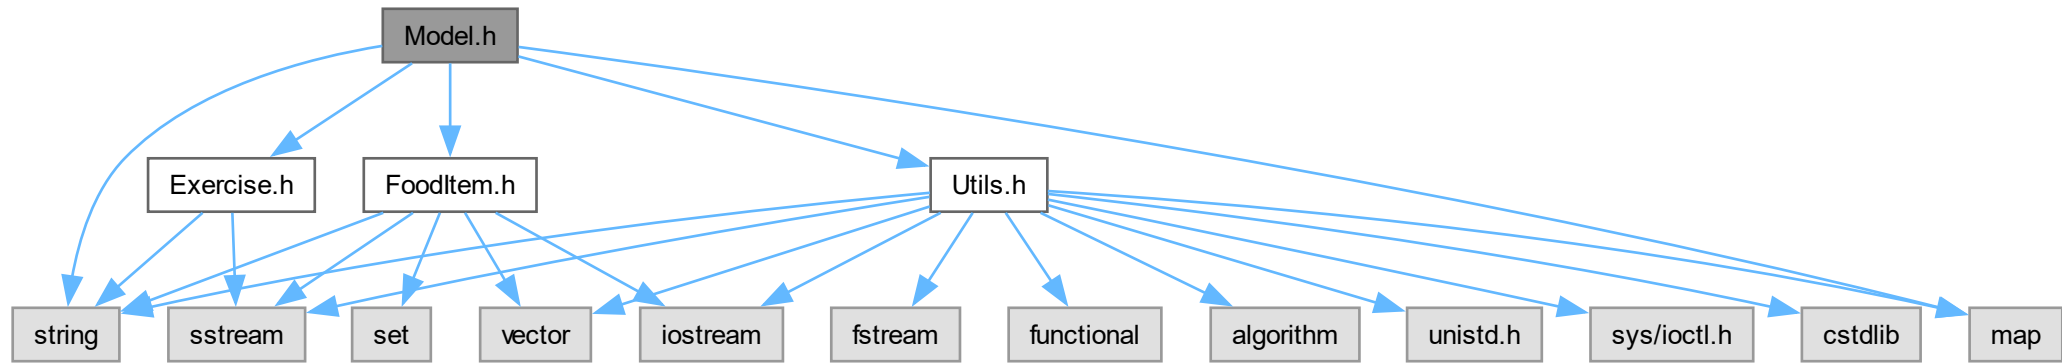 Model.h
Exercise.h
FoodItem.h
Utils.h
string
sstream
set
vector
iostream
fstream
functional
algorithm
unistd.h
sys/ioctl.h
cstdlib
map